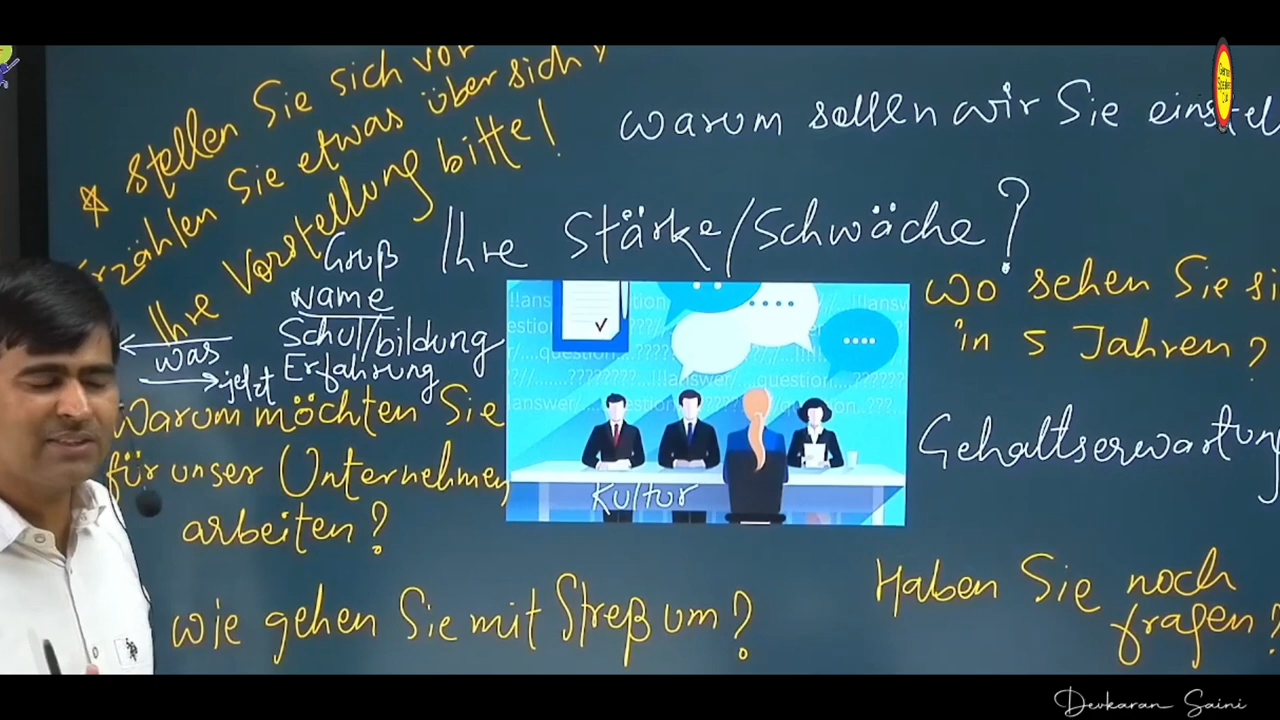 * Stellen Sie sich vor
Erzählen Sie etwas über sich,
Ihre Vorstellung bitte!
Gruß
Name
Schul/bildung
Erfahrung
was
jetzt
Warum möchten Sie
für unser Unternehmen
arbeiten?
wie gehen Sie mit Streß um?
warum sollen wir Sie einstell
Ihre Stärke/Schwäche?
wo sehen Sie si
in 5 Jahren?
Gehaltserwartung
Haben Sie noch
fragen?
Kultur
Devkaran Saini